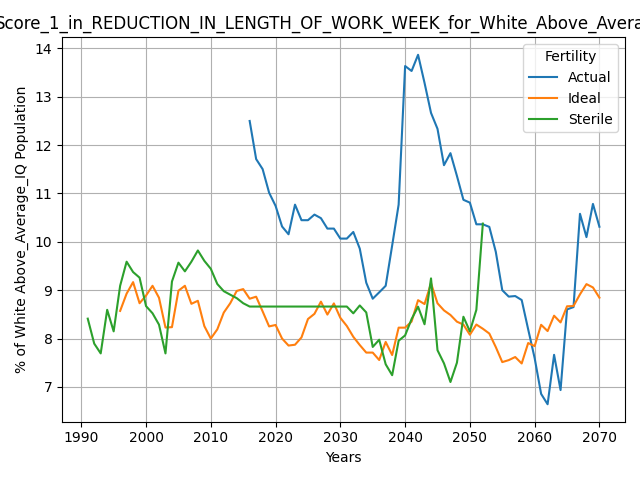 Score_1_in_REDUCTION_IN_LENGTH_OF_WORK_WEEK_for_White_Above_Avera
14
13
12
11
10
9
8
7
% of White Above_Average_IQ Population
Fertility
Actual
Ideal
Sterile
1990 2000 2010 2020 2030 2040 2050 2060 2070
Years